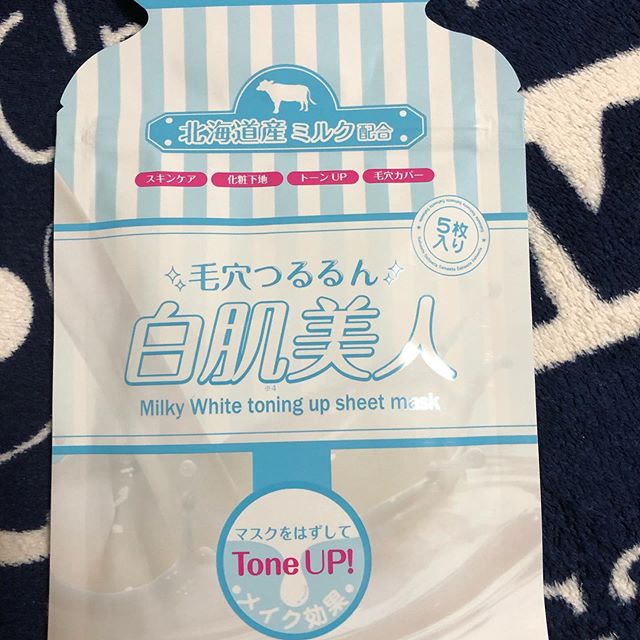 北海道産ミルク配合
スキンケア 化粧下地 トーンUP 毛穴カバー
5枚
入り
毛穴つるるん
白肌美人
※4
Milky White toning up sheet mask
マスクをはずして
Tone UP!
・メイク効果・